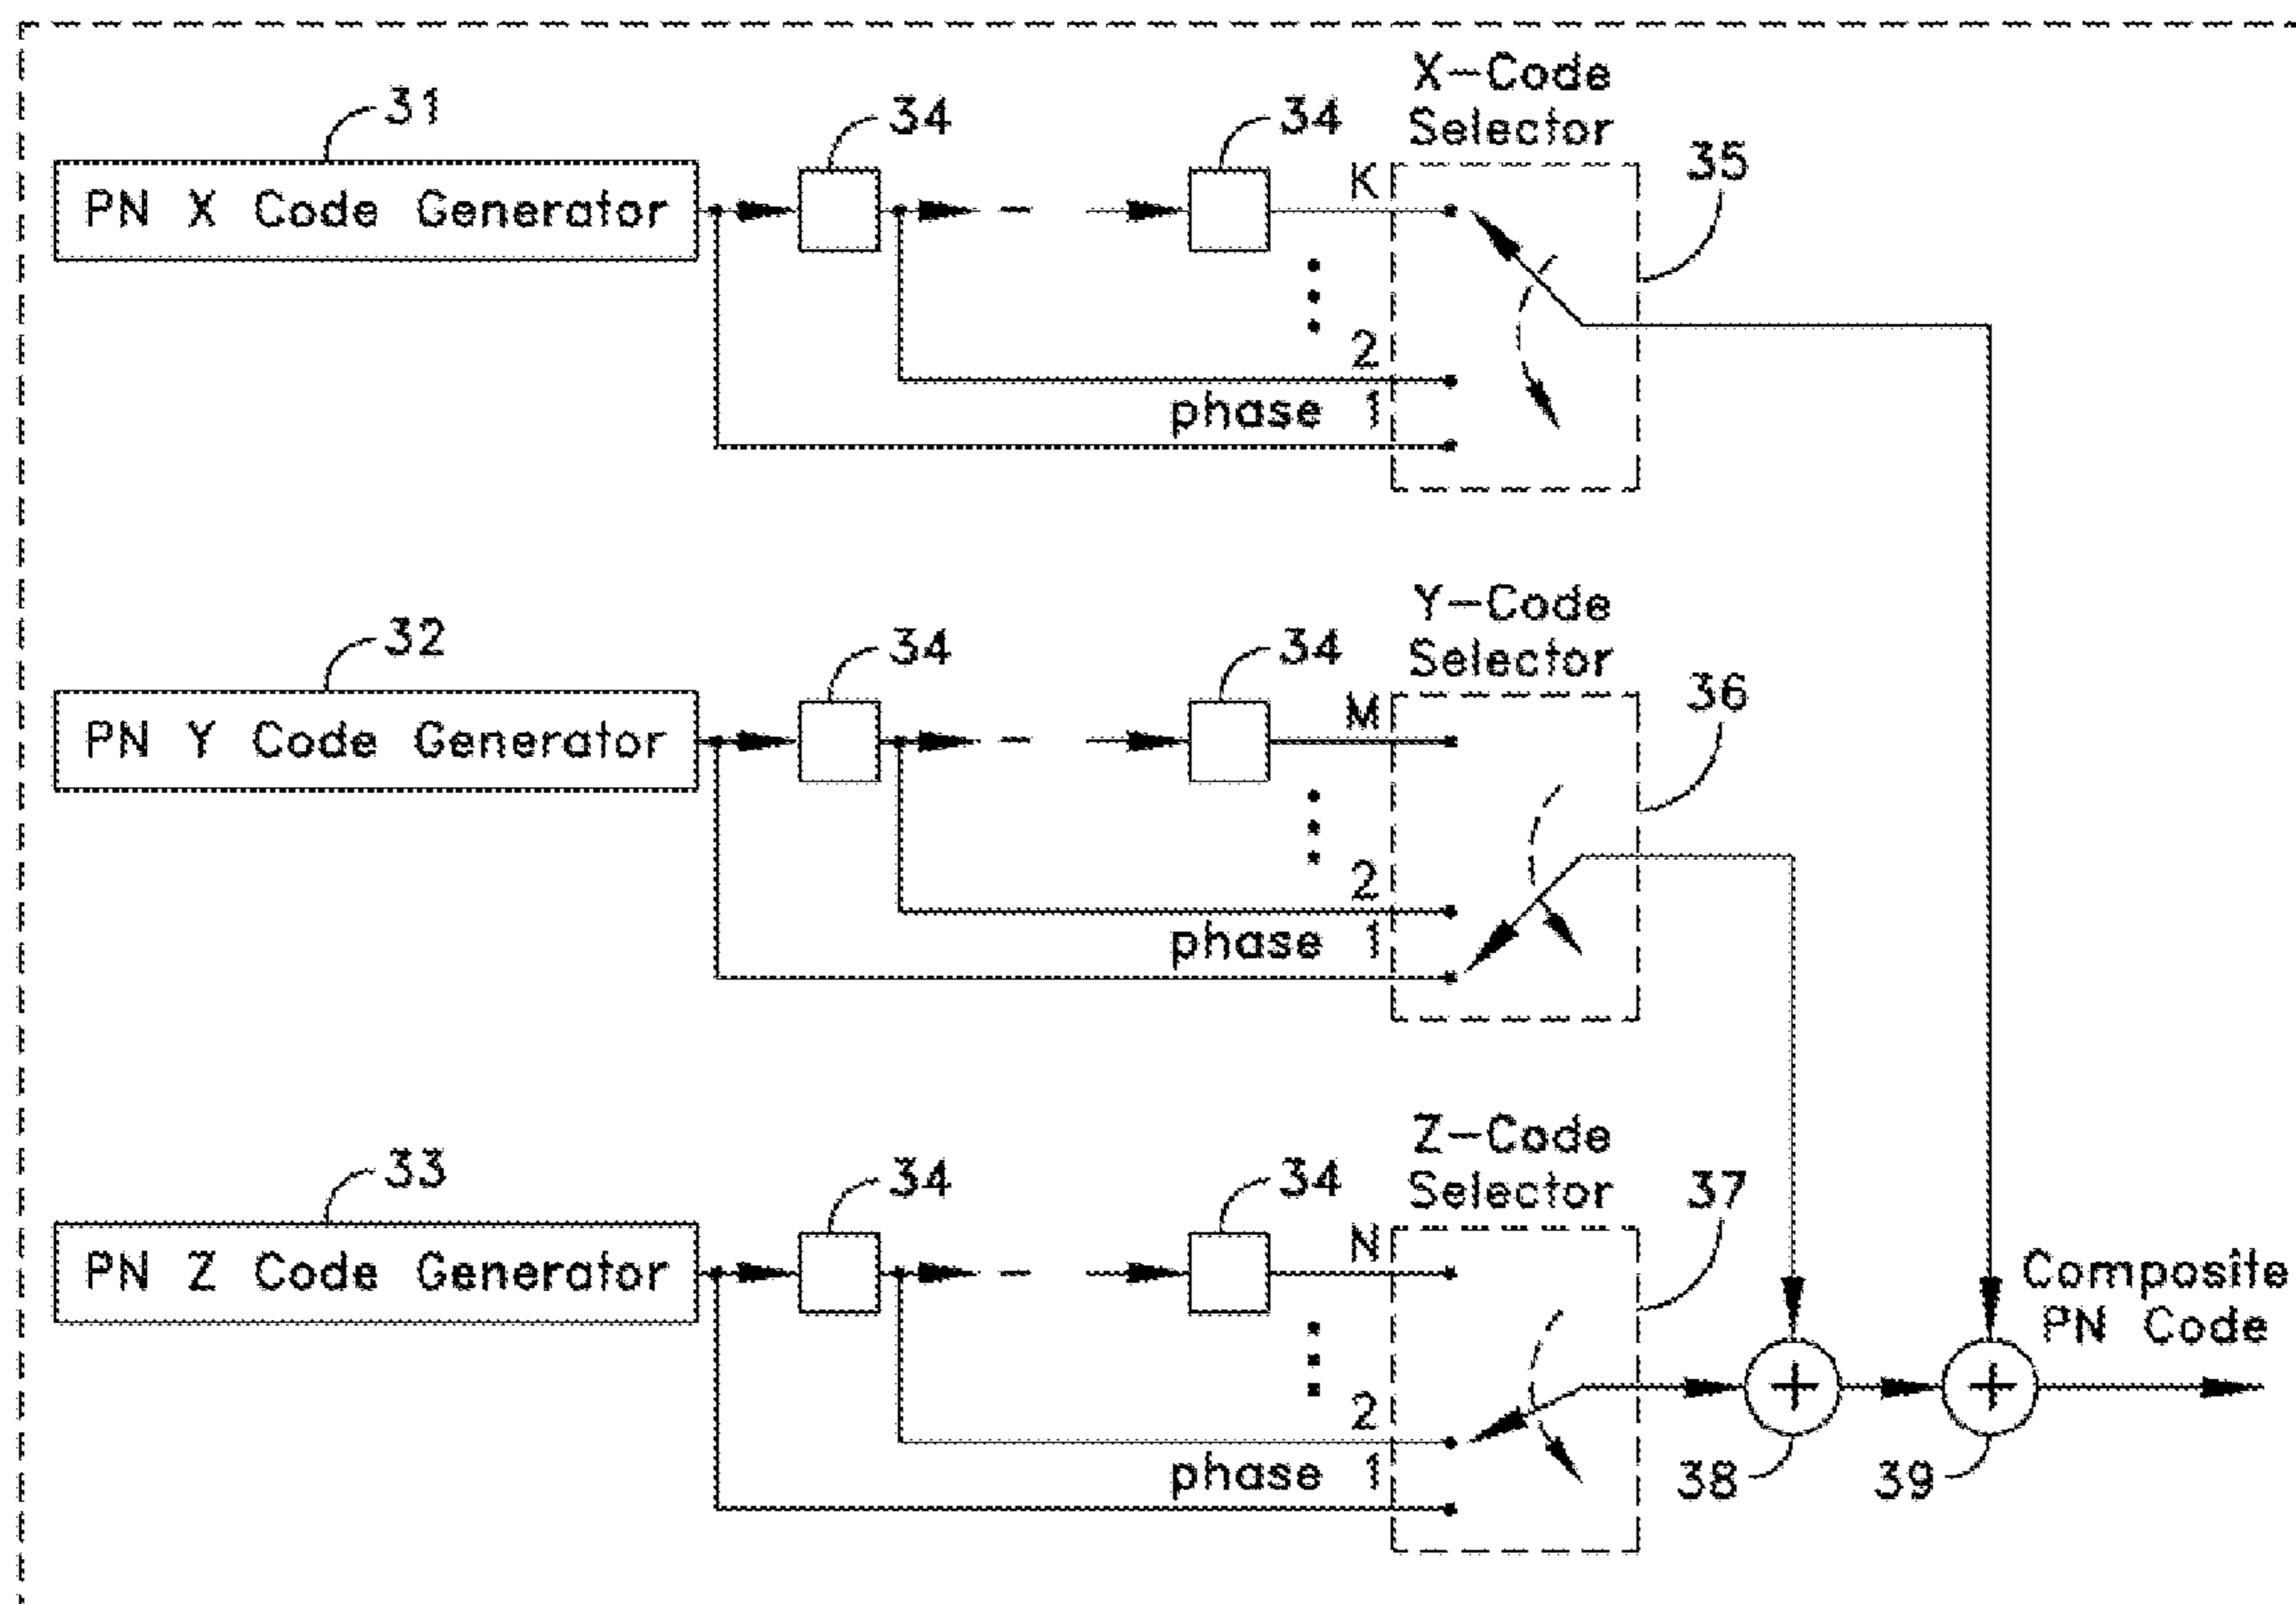 X-Code
Selector
31
34
34
35
PN X Code Generator
K
2
phase 1
Y-Code
Selector
32
34
34
36
PN Y Code Generator
M
2
phase 1
Z-Code
Selector
33
34
34
37
PN Z Code Generator
N
2
phase 1
Composite
PN Code
+
+
38
39